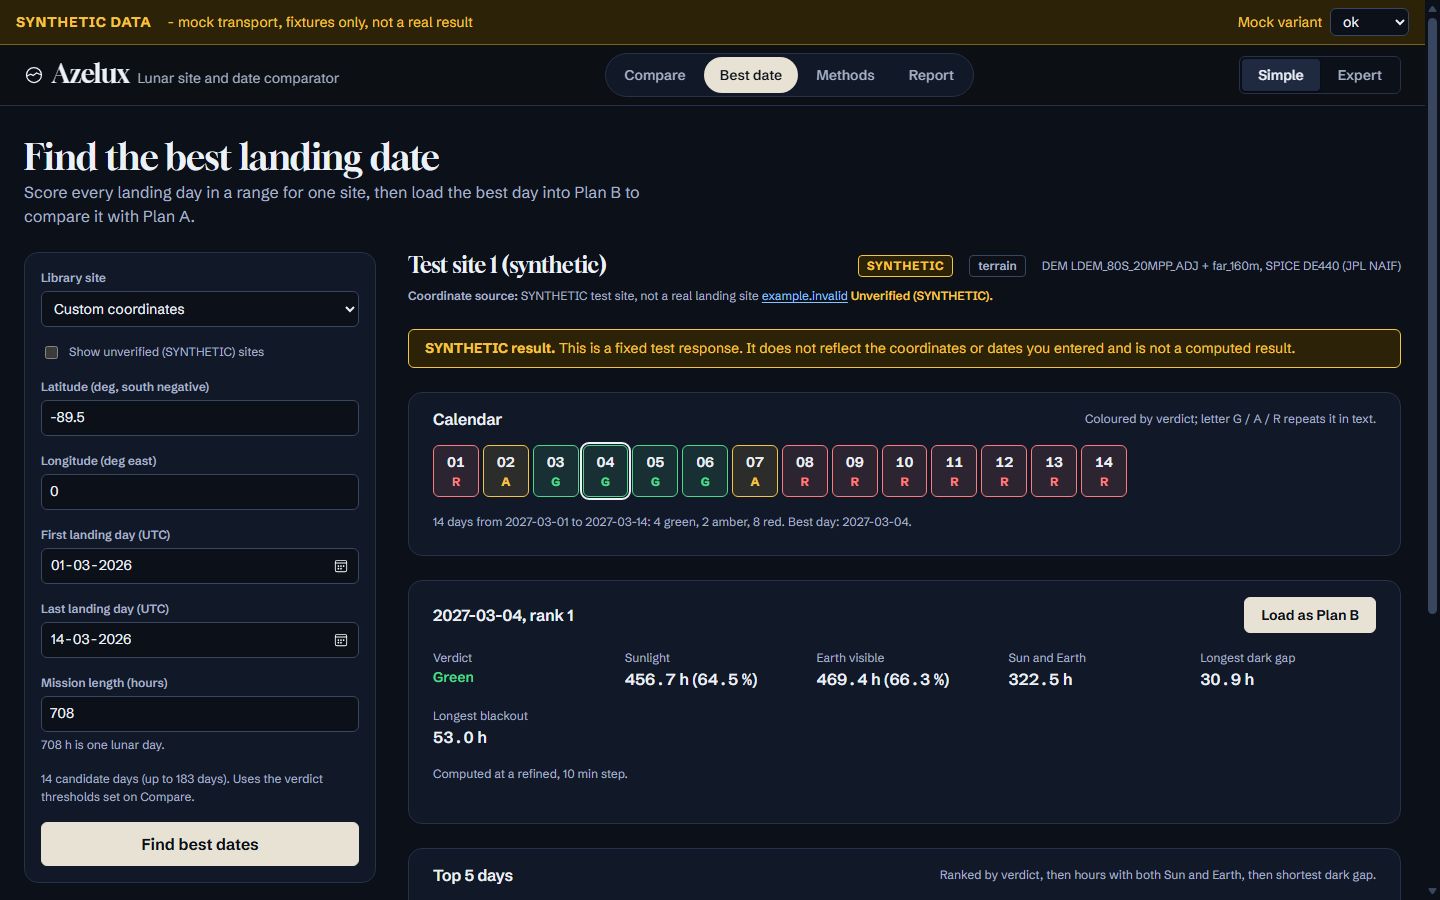 SYNTHETIC DATA - mock transport, fixtures only, not a real result
Mock variant ok
Azelux Lunar site and date comparator
Compare Best date Methods Report
Simple Expert
Find the best landing date
Score every landing day in a range for one site, then load the best day into Plan B to
compare it with Plan A.
Library site
Custom coordinates
Show unverified (SYNTHETIC) sites
Latitude (deg, south negative)
-89.5
Longitude (deg east)
0
First landing day (UTC)
01-03-2026
Last landing day (UTC)
14-03-2026
Mission length (hours)
708
708 h is one lunar day.
14 candidate days (up to 183 days). Uses the verdict
thresholds set on Compare.
Find best dates
Test site 1 (synthetic)
SYNTHETIC terrain DEM LDEM_80S_20MPP_ADJ + far_160m, SPICE DE440 (JPL NAIF)
Coordinate source: SYNTHETIC test site, not a real landing site example.invalid Unverified (SYNTHETIC).
SYNTHETIC result. This is a fixed test response. It does not reflect the coordinates or dates you entered and is not a computed result.
Calendar
Coloured by verdict; letter G / A / R repeats it in text.
01 02 03 04 05 06 07 08 09 10 11 12 13 14
R A G G G G A R R R R R R R
14 days from 2027-03-01 to 2027-03-14: 4 green, 2 amber, 8 red. Best day: 2027-03-04.
2027-03-04, rank 1
Load as Plan B
Verdict Sunlight Earth visible Sun and Earth Longest dark gap
Green 456.7 h (64.5 %) 469.4 h (66.3 %) 322.5 h 30.9 h
Longest blackout
53.0 h
Computed at a refined, 10 min step.
Top 5 days
Ranked by verdict, then hours with both Sun and Earth, then shortest dark gap.